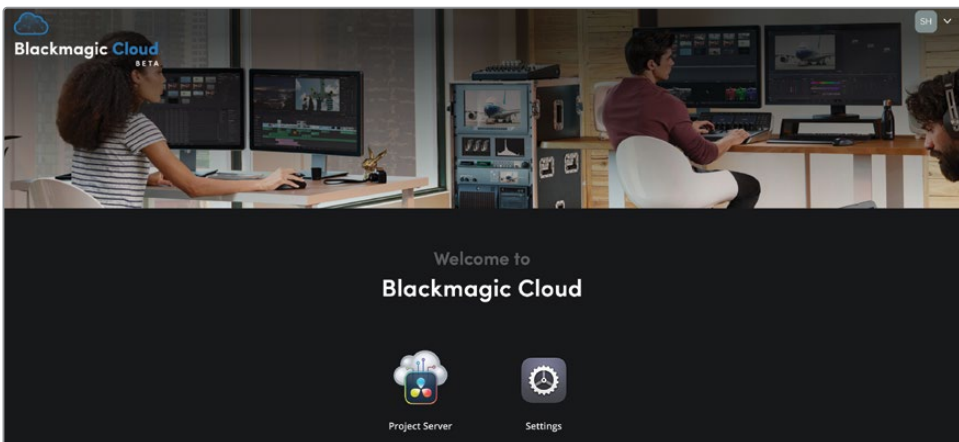 Blackmagic Cloud
BETA
SH
Welcome to
Blackmagic Cloud
Project Server
Settings